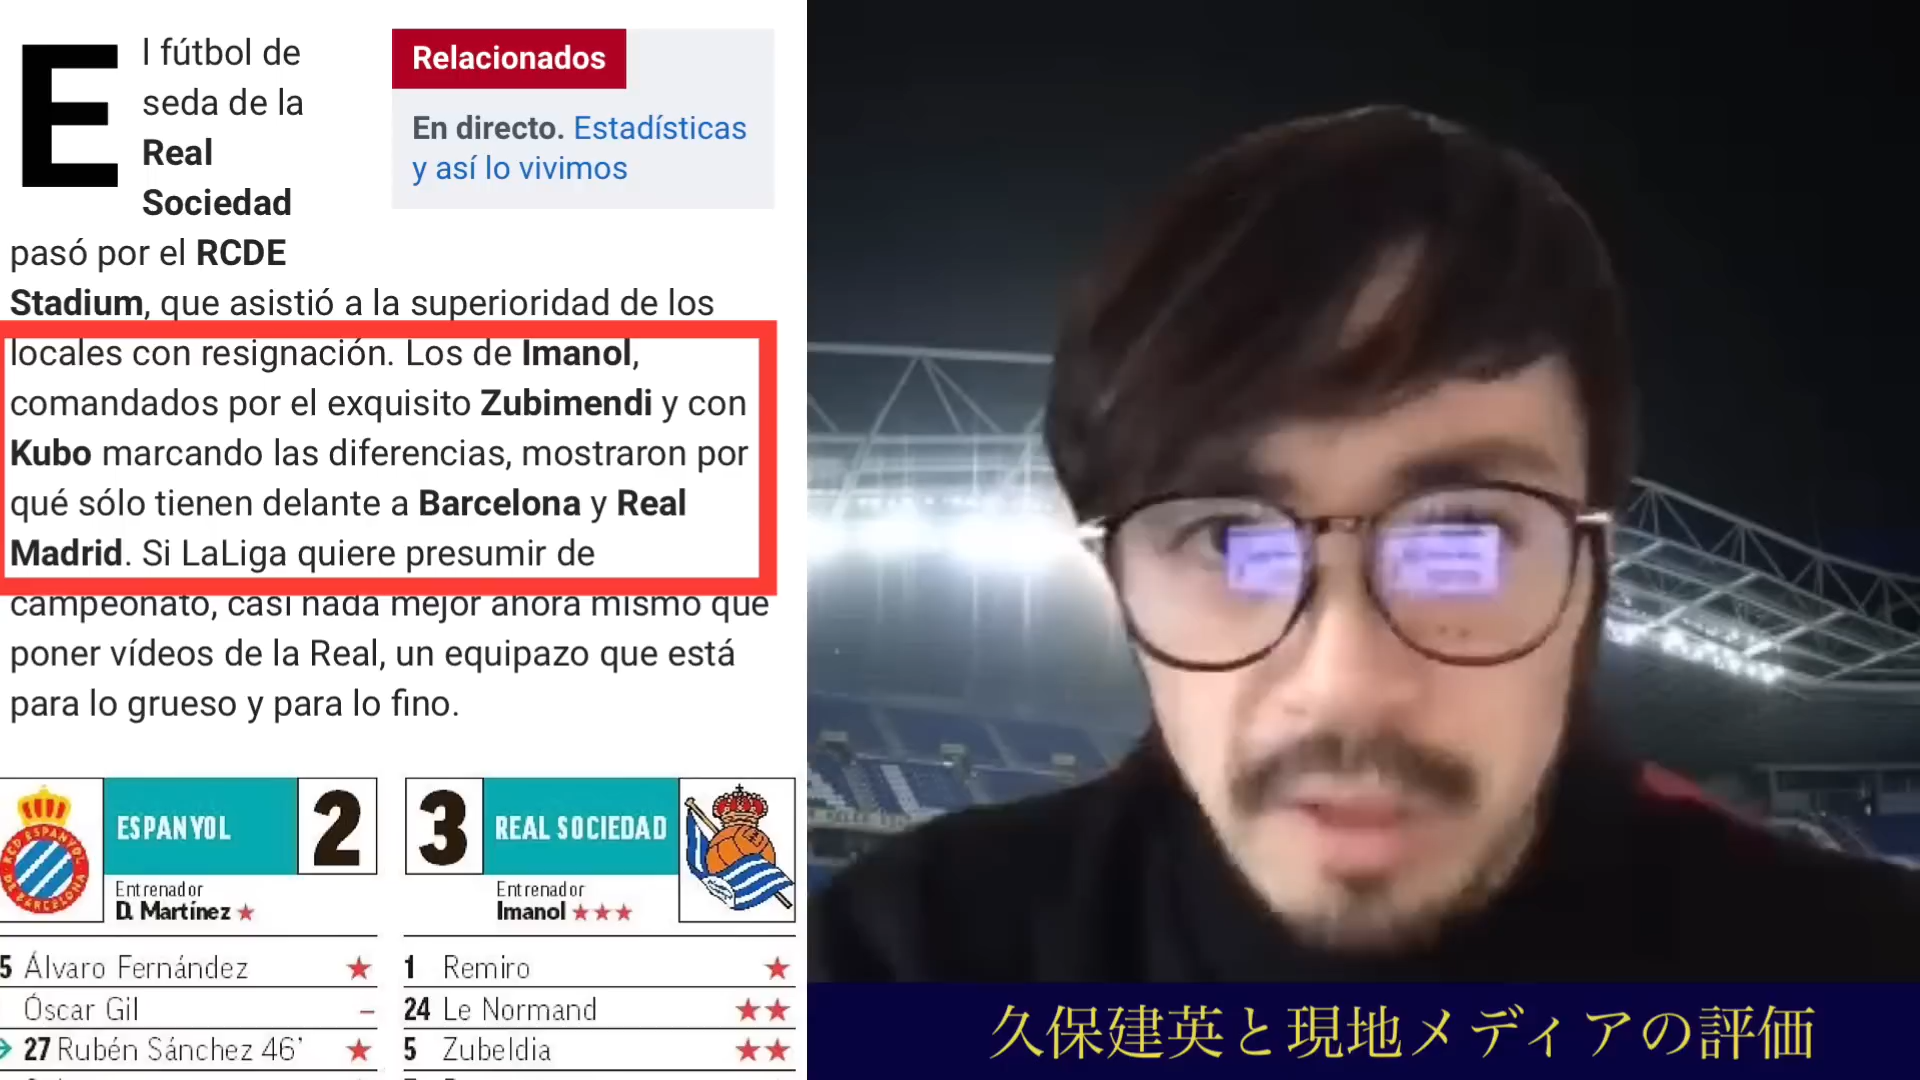 El fútbol de
seda de la
Real
Sociedad
pasó por el RCDE
Stadium, que asistió a la superioridad de los
locales con resignación. Los de Imanol,
comandados por el exquisito Zubimendi y con
Kubo marcando las diferencias, mostraron por
qué sólo tienen delante a Barcelona y Real
Madrid. Si LaLiga quiere presumir de
campeonato, casi nada mejor ahora mismo que
poner vídeos de la Real, un equipazo que está
para lo grueso y para lo fino.
Relacionados
En directo. Estadísticas
y así lo vivimos
ESPANYOL 2
Entrenador
D. Martínez ★
5 Álvaro Fernández ★
Óscar Gil –
27 Rubén Sánchez 46' ★
3 REAL SOCIEDAD
Entrenador
Imanol ★★★
1 Remiro ★
24 Le Normand ★★
5 Zubeldia ★★
久保建英と現地メディアの評価